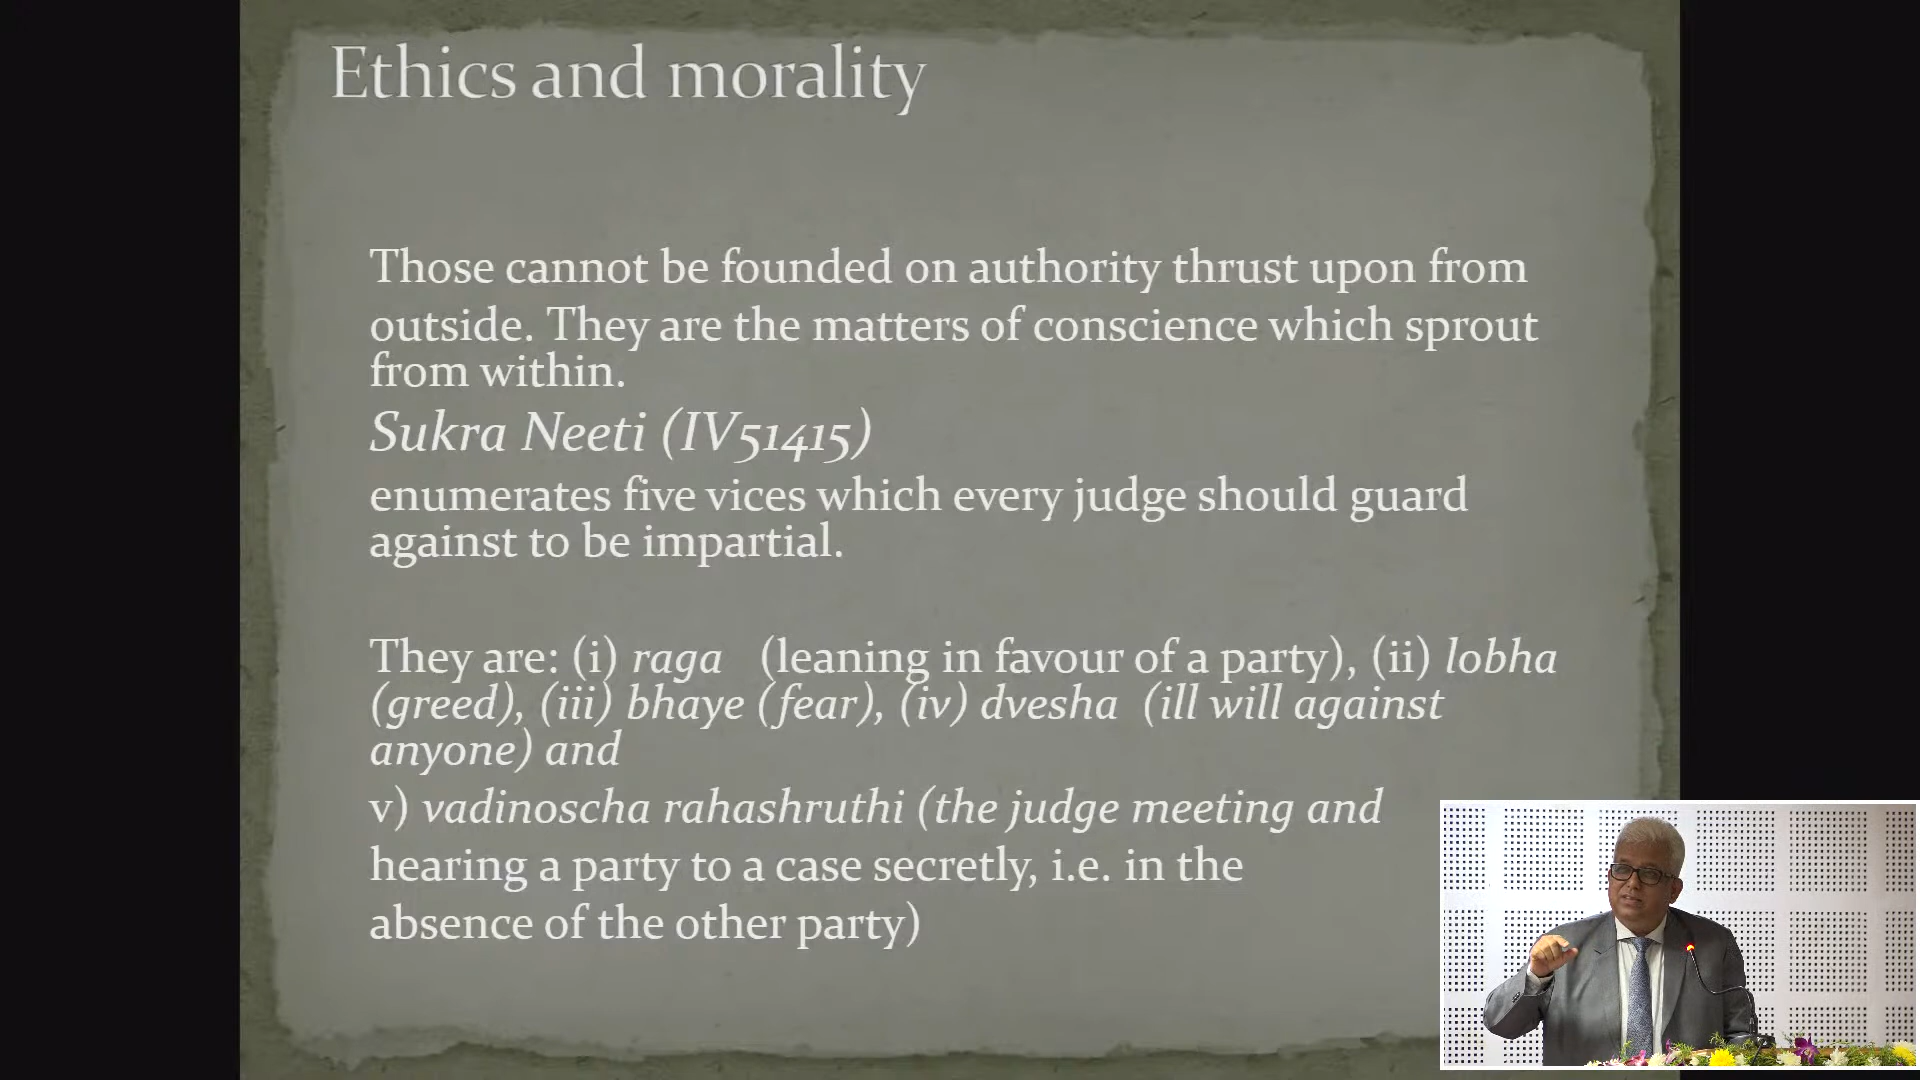 Ethics and morality
Those cannot be founded on authority thrust upon from
outside. They are the matters of conscience which sprout
from within.
Sukra Neeti (IV51415)
enumerates five vices which every judge should guard
against to be impartial.
They are: (i) raga (leaning in favour of a party), (ii) lobha
(greed), (iii) bhaye (fear), (iv) dvesha (ill will against
anyone) and
v) vadinoscha rahashruthi (the judge meeting and
hearing a party to a case secretly, i.e. in the
absence of the other party)